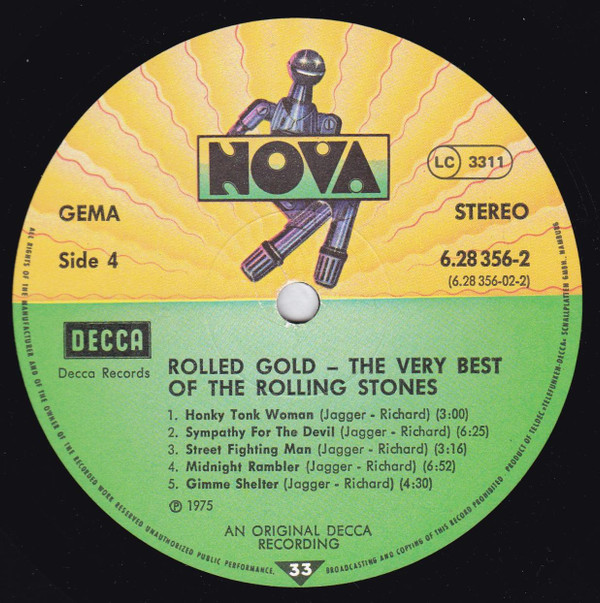 NOVA
LC 3311
GEMA
STEREO
Side 4
6.28 356-2
(6.28 356-02-2)
DECCA
Decca Records
ROLLED GOLD – THE VERY BEST
OF THE ROLLING STONES
1. Honky Tonk Woman (Jagger - Richard) (3:00)
2. Sympathy For The Devil (Jagger - Richard) (6:25)
3. Street Fighting Man (Jagger - Richard) (3:16)
4. Midnight Rambler (Jagger - Richard) (6:52)
5. Gimme Shelter (Jagger - Richard) (4:30)
℗ 1975
AN ORIGINAL DECCA
RECORDING
33
ALL RIGHTS OF THE MANUFACTURER AND OF THE OWNER OF THE RECORDED WORK RESERVED UNAUTHORIZED PUBLIC PERFORMANCE, BROADCASTING AND COPYING OF THIS RECORD PROHIBITED. PRODUCT OF TELDEC »TELEFUNKEN-DECCA« SCHALLPLATTEN GMBH, HAMBURG